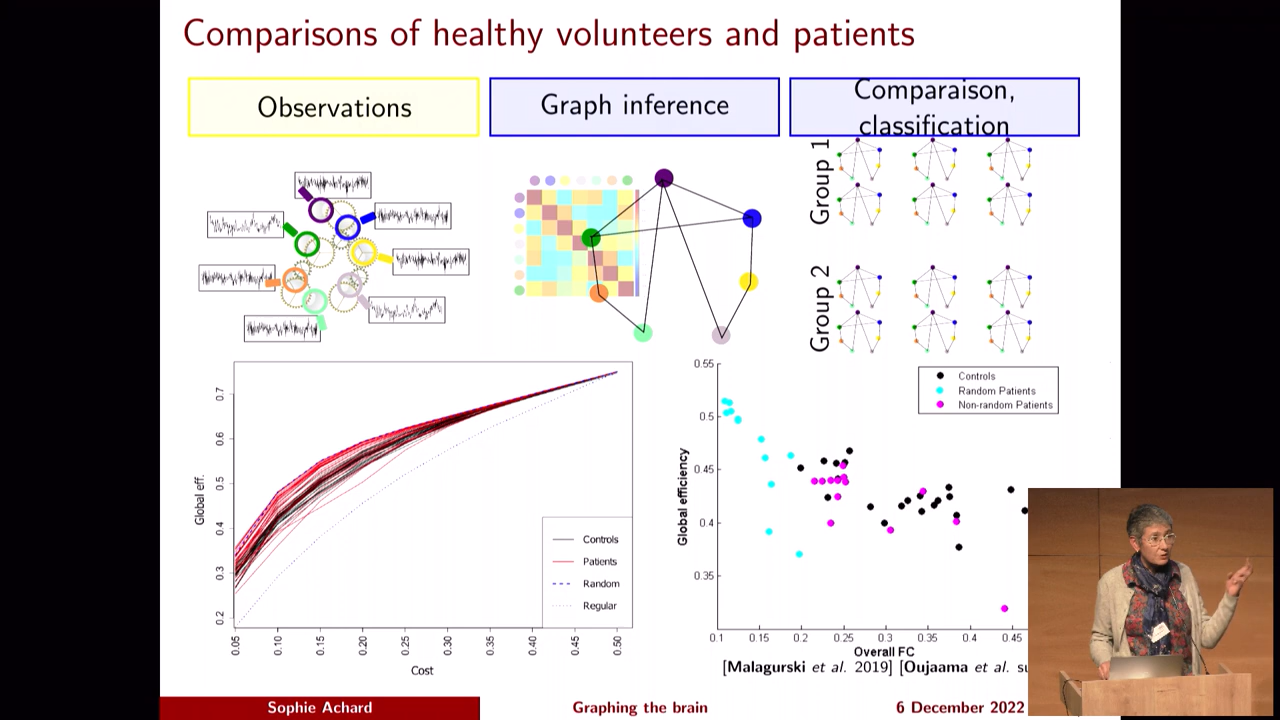 Comparisons of healthy volunteers and patients
Observations
Graph inference
Comparaison,
classification
Group 1
Group 2
0.7
0.6
0.5
0.4
0.3
0.2
Global eff.
0.05
0.10
0.15
0.20
0.25
0.30
0.35
0.40
0.45
0.50
Cost
Controls
Patients
Random
Regular
0.55
0.5
0.45
0.4
0.35
Global efficiency
0.1
0.15
0.2
0.25
0.3
0.35
0.4
0.45
Overall FC
Controls
Random Patients
Non-random Patients
[Malagurski et al. 2019] [Oujaama et al. su
Sophie Achard
Graphing the brain
6 December 2022